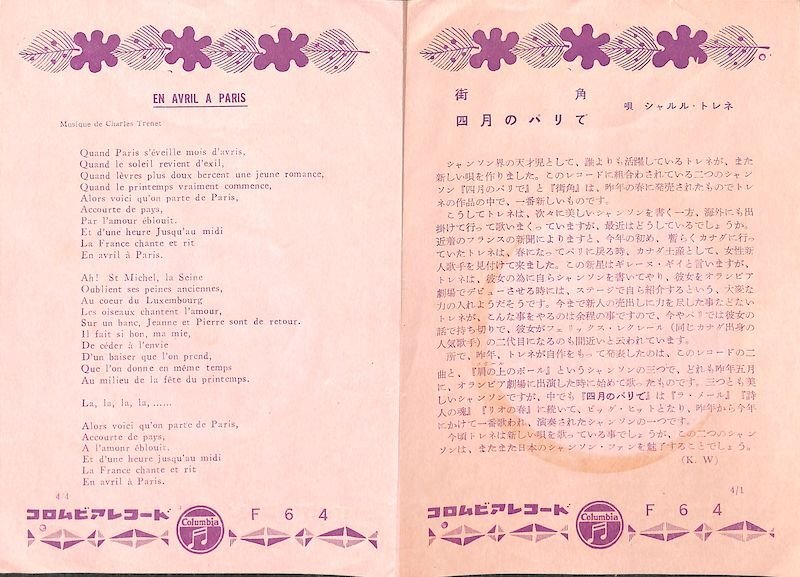 EN AVRIL A PARIS
Musique de Charles Trenet
Quand Paris s'éveille mois d'avris,
Quand le soleil revient d'exil,
Quand lèvres plus doux bercent une jeune romance,
Quand le printemps vraiment commence,
Alors voici qu'on parte de Paris,
Accourte de pays,
Par l'amour éblouit.
Et d'une heure Jusqu'au midi
La France chante et rit
En avril à Paris.
Ah! St Michel, la Seine
Oublient ses peines anciennes,
Au coeur du Luxembourg
Les oiseaux chantent l'amour,
Sur un banc, Jeanne et Pierre sont de retour.
Il fait si bon, ma mie,
De céder à l'envie
D'un baiser que l'on prend,
Que l'on donne en même temps
Au milieu de la fête du printemps.
La, la, la, la, ......
Alors voici qu'on parte de Paris,
Accourte de pays,
A l'amour éblouit.
Et d'une heure jusqu'au midi
La France chante et rit
En avril à Paris.
4/4
コロムビアレコード Columbia F64
街角
四月のパリで
唄 シャルル・トレネ
シャンソン界の天才児として、誰よりも活躍しているトレネが、また
新しい唄を作りました。このレコードに組合わされている二つのシャン
ソン『四月のパリで』と『街角』は、昨年の春に発売されたものでトレ
ネの作品の中で、一番新しいものです。
こうしてトレネは、次々に美しいシャンソンを書く一方、海外にも出
掛けて行って歌いまくっていますが、最近はどうしているでしょうか。
近着のフランスの新聞によりますと、今年の初め、暫らくカナダに行っ
ていたトレネは、春になってパリに戻る時、カナダ土産として、女性新
人歌手を見付けて来ました。この新星はギレーヌ・ギイと言いますが、
トレネは、彼女の為に自らシャンソンを書いてやり、彼女をオランピア
劇場でデビューさせる時には、ステージで自ら紹介するという、大変な
力の入れようだそうです。今まで新人の売出しに力を尽した事などない
トレネが、こんな事をやるのは余程の事ですので、今やパリでは彼女の
話で持ち切りで、彼女がフェリックス・レクレール（同じカナダ出身の
人気歌手）の二代目になるのも間近いと云われています。
所で、昨年、トレネが自作をもって発表したのは、このレコードの二
曲と、『肩の上のポール』というシャンソンの三つで、どれも昨年五月
に、オランピア劇場に出演した時に始めて歌ったものです。三つとも美
しいシャンソンですが、中でも『四月のパリで』は『ラ・メール』『詩
人の魂』『リオの春』に続いて、ビッグ・ヒットとなり、昨年から今年
にかけて一番歌われ、演奏されたシャンソンの一つです。
今頃トレネは新しい唄を歌っている事でしょうが、この二つのシャン
ソンは、またまた日本のシャンソン・ファンを魅了することでしょう。
(K. W)
4/1
コロムビアレコード Columbia F64